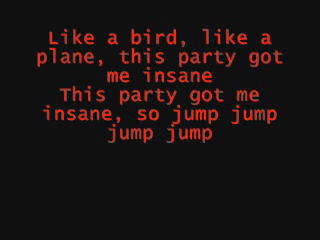 Like a bird, like a
plane, this party got
me insane
This party got me
insane, so jump jump
jump jump